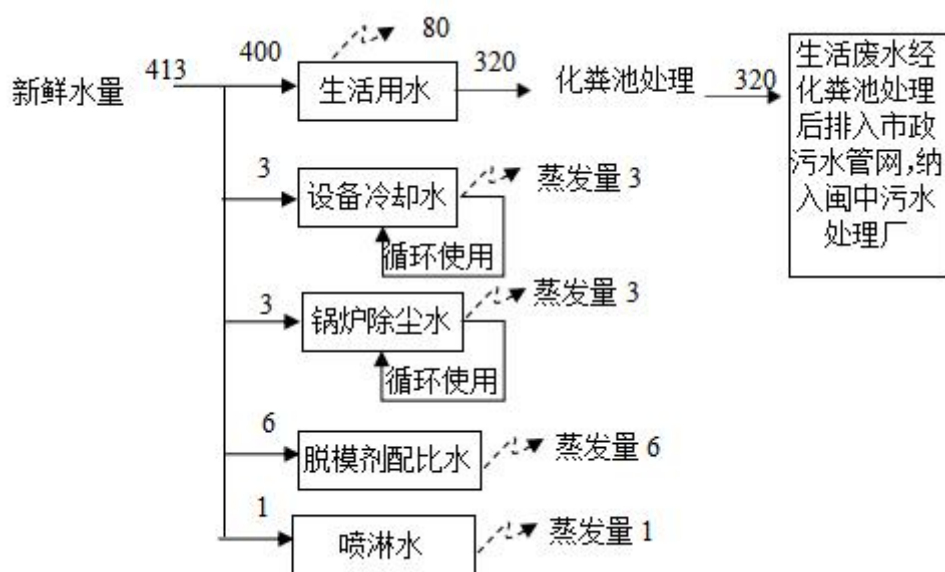 新鲜水量
413
400
生活用水
80
320
化粪池处理
320
生活废水经
化粪池处理
后排入市政
污水管网,纳
入闽中污水
处理厂
3
设备冷却水
蒸发量 3
循环使用
3
锅炉除尘水
蒸发量 3
循环使用
6
脱模剂配比水
蒸发量 6
1
喷淋水
蒸发量 1